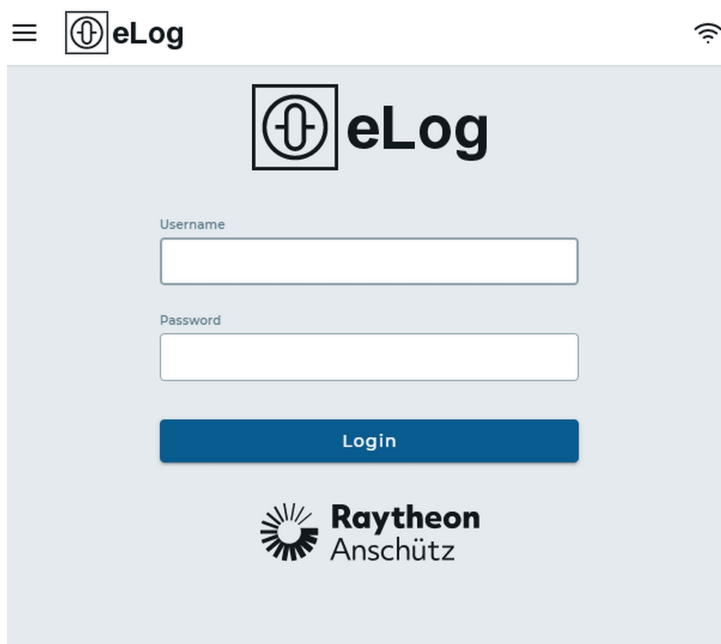 eLog
eLog
Username
Password
Login
Raytheon
Anschütz